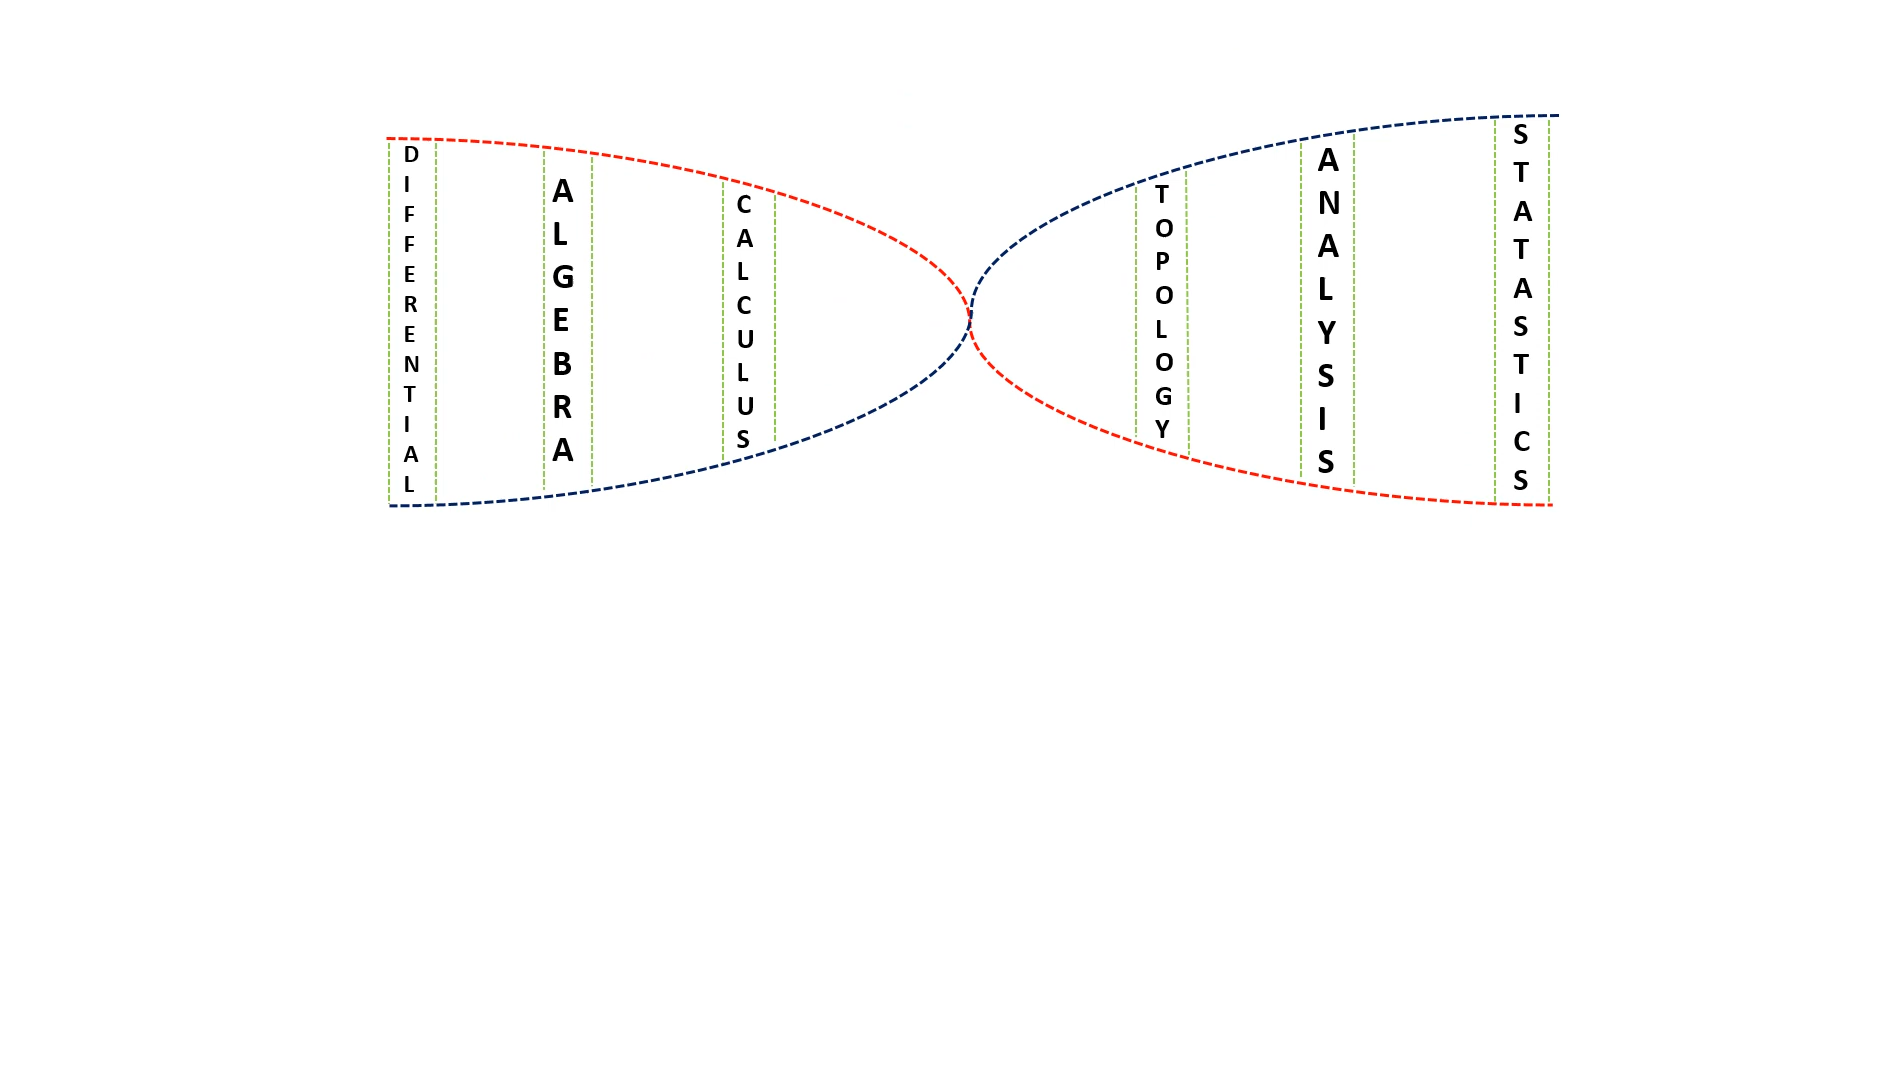 DIFFERENTIAL
ALGEBRA
CALCULUS
TOPOLOGY
ANALYSIS
STATASTICS